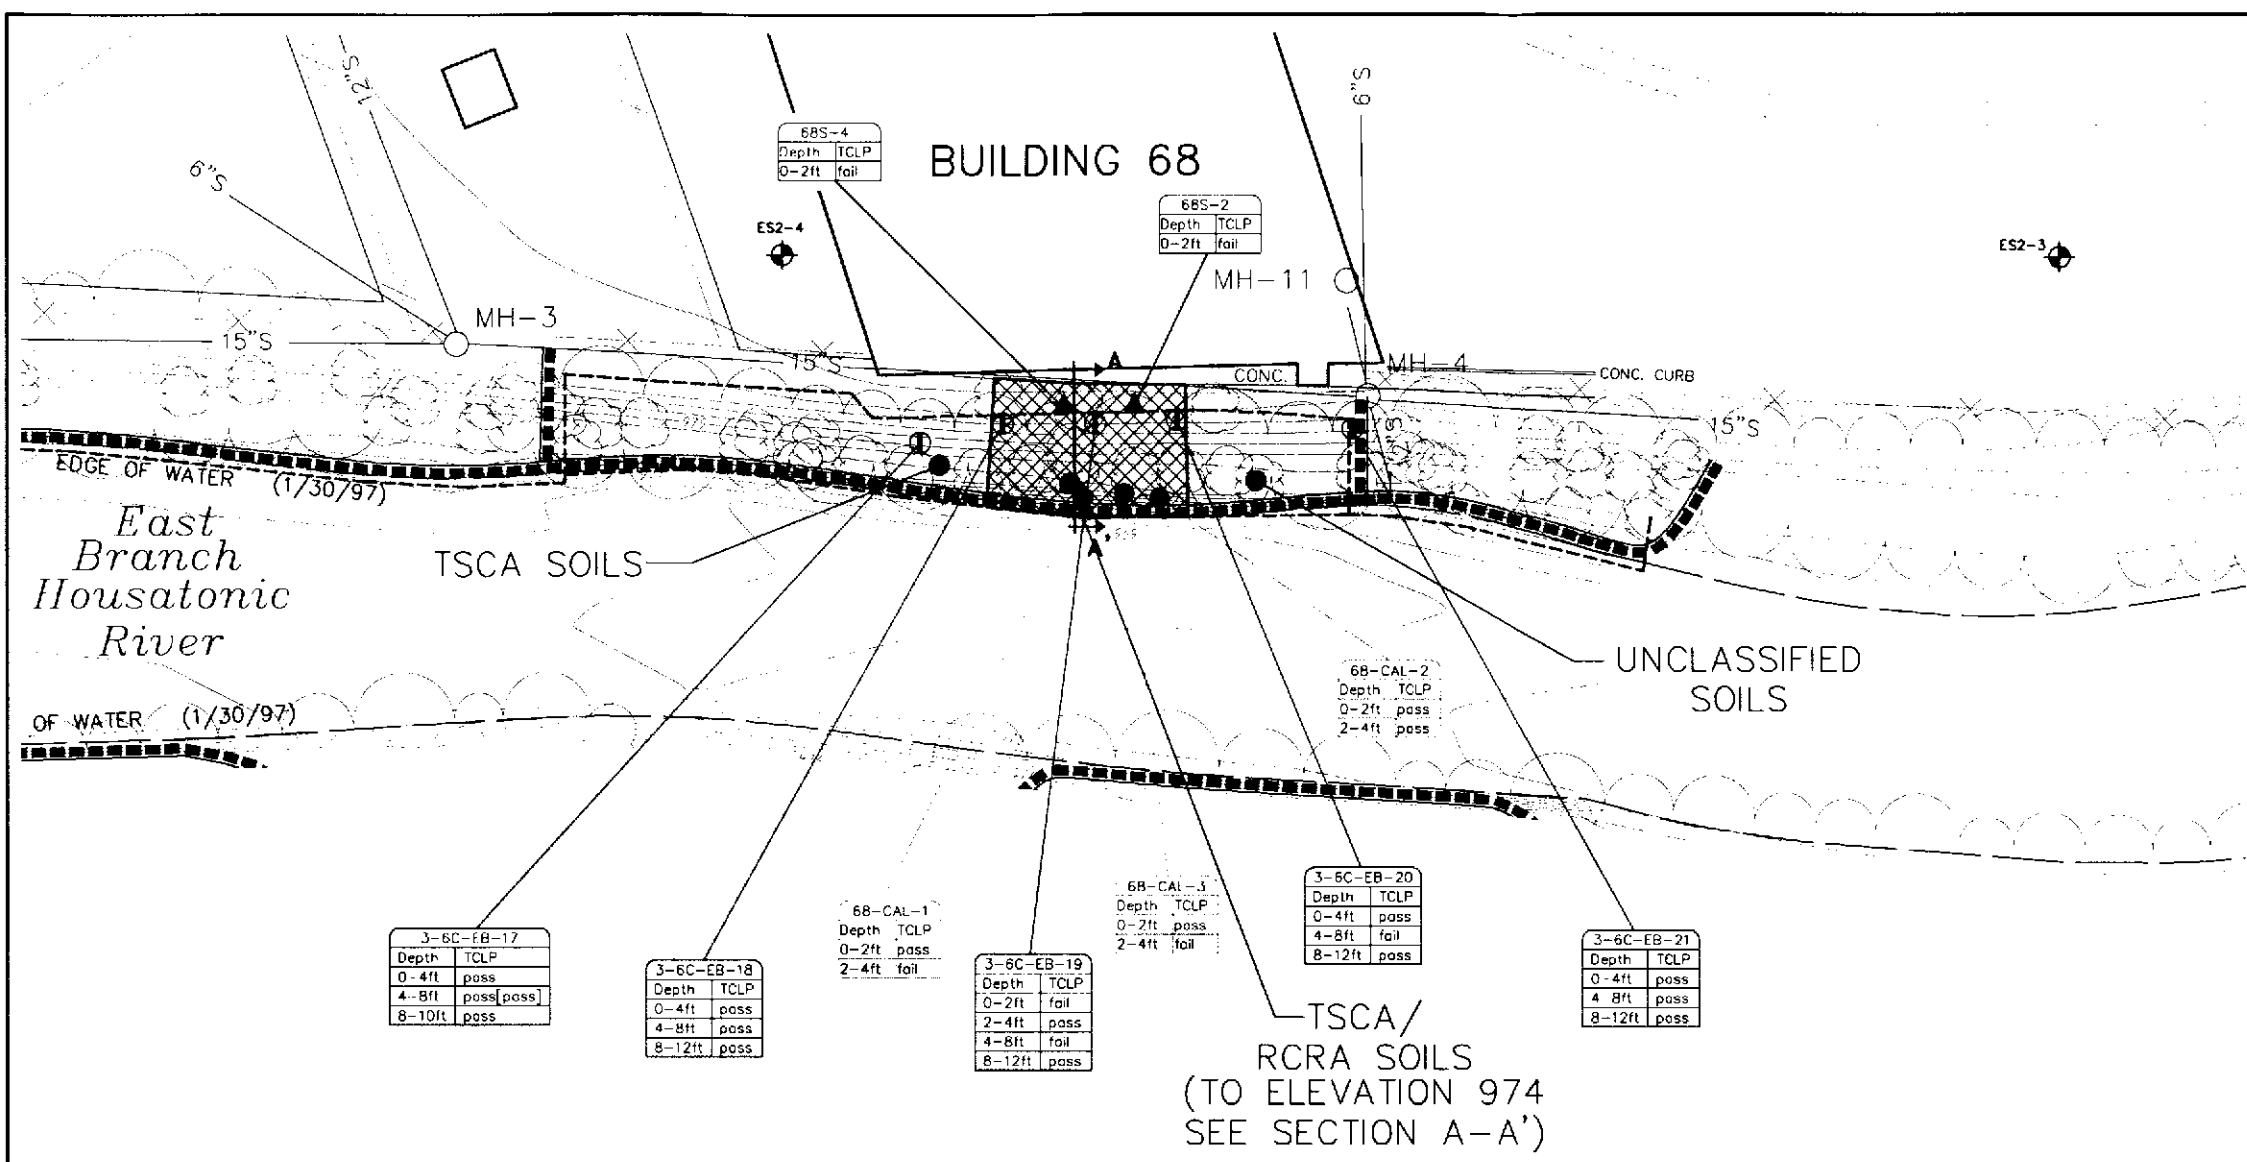 12"S
6"S
68S-4
Depth TCLP
0-2ft fail
BUILDING 68
6"S
ES2-4
68S-2
Depth TCLP
0-2ft fail
ES2-3
MH-11
MH-3
15"S
15"S
A
CONC.
MH-4
CONC. CURB
15"S
EDGE OF WATER (1/30/97)
East
Branch
Housatonic
River
TSCA SOILS
A'
UNCLASSIFIED
SOILS
68-CAL-2
Depth TCLP
0-2ft pass
2-4ft pass
OF WATER (1/30/97)
3-6C-EB-17
Depth TCLP
0-4ft pass
4-8ft pass[pass]
8-10ft pass
3-6C-EB-18
Depth TCLP
0-4ft pass
4-8ft pass
8-12ft pass
68-CAL-1
Depth TCLP
0-2ft pass
2-4ft fail
3-6C-EB-19
Depth TCLP
0-2ft fail
2-4ft pass
4-8ft fail
8-12ft pass
68-CAL-3
Depth TCLP
0-2ft pass
2-4ft fail
3-6C-EB-20
Depth TCLP
0-4ft pass
4-8ft fail
8-12ft pass
3-6C-EB-21
Depth TCLP
0-4ft pass
4 8ft pass
8-12ft pass
TSCA/
RCRA SOILS
(TO ELEVATION 974
SEE SECTION A-A')